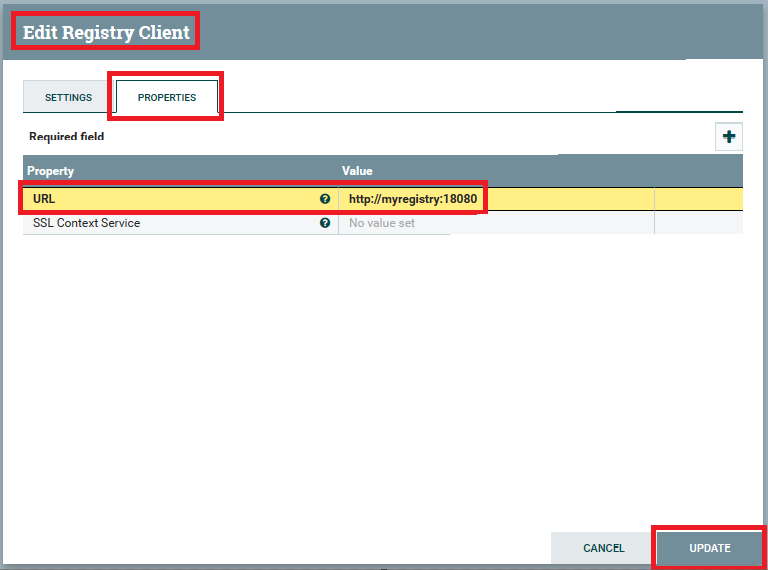 Edit Registry Client
SETTINGS PROPERTIES
Required field
Property Value
URL ? http://myregistry:18080
SSL Context Service ? No value set
CANCEL UPDATE